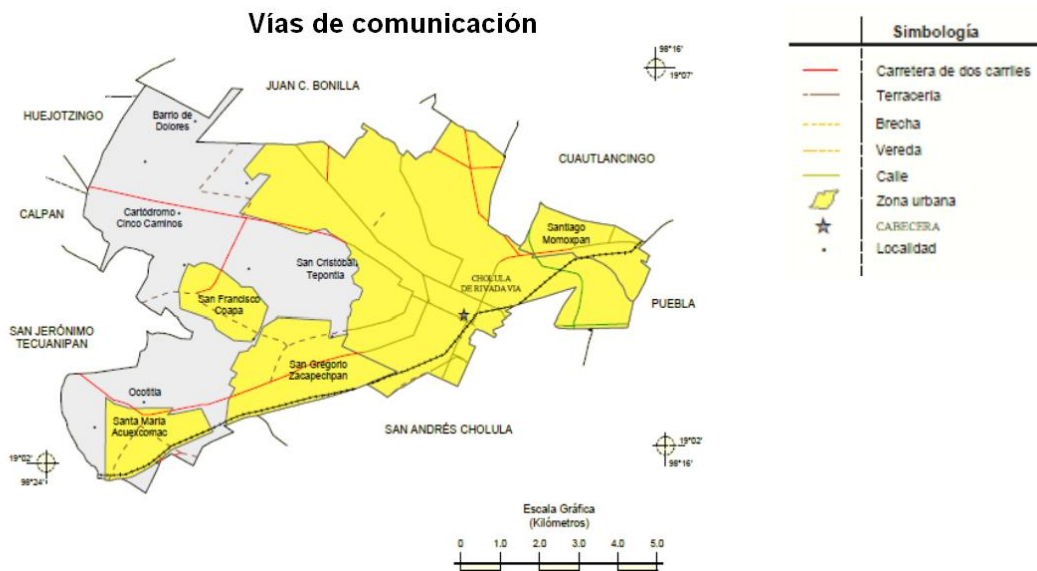 Vías de comunicación
98°16'
19°07'
JUAN C. BONILLA
HUEJOTZINGO
Barrio de
Dolores
CUAUTLANCINGO
CALPAN
Cartódromo
Cinco Caminos
Santiago
Momoxpan
San Cristóbal
Tepontla
CHOLULA
DE RIVADAVIA
San Francisco
Coapa
PUEBLA
SAN JERÓNIMO
TECUANIPAN
San Gregorio
Zacapechpan
Ocotitla
Santa María
Acuexcomac
SAN ANDRÉS CHOLULA
19°02'
98°16'
19°02'
98°24'
Escala Gráfica
(Kilómetros)
0 1.0 2.0 3.0 4.0 5.0
Simbología
Carretera de dos carriles
Terracería
Brecha
Vereda
Calle
Zona urbana
CABECERA
Localidad